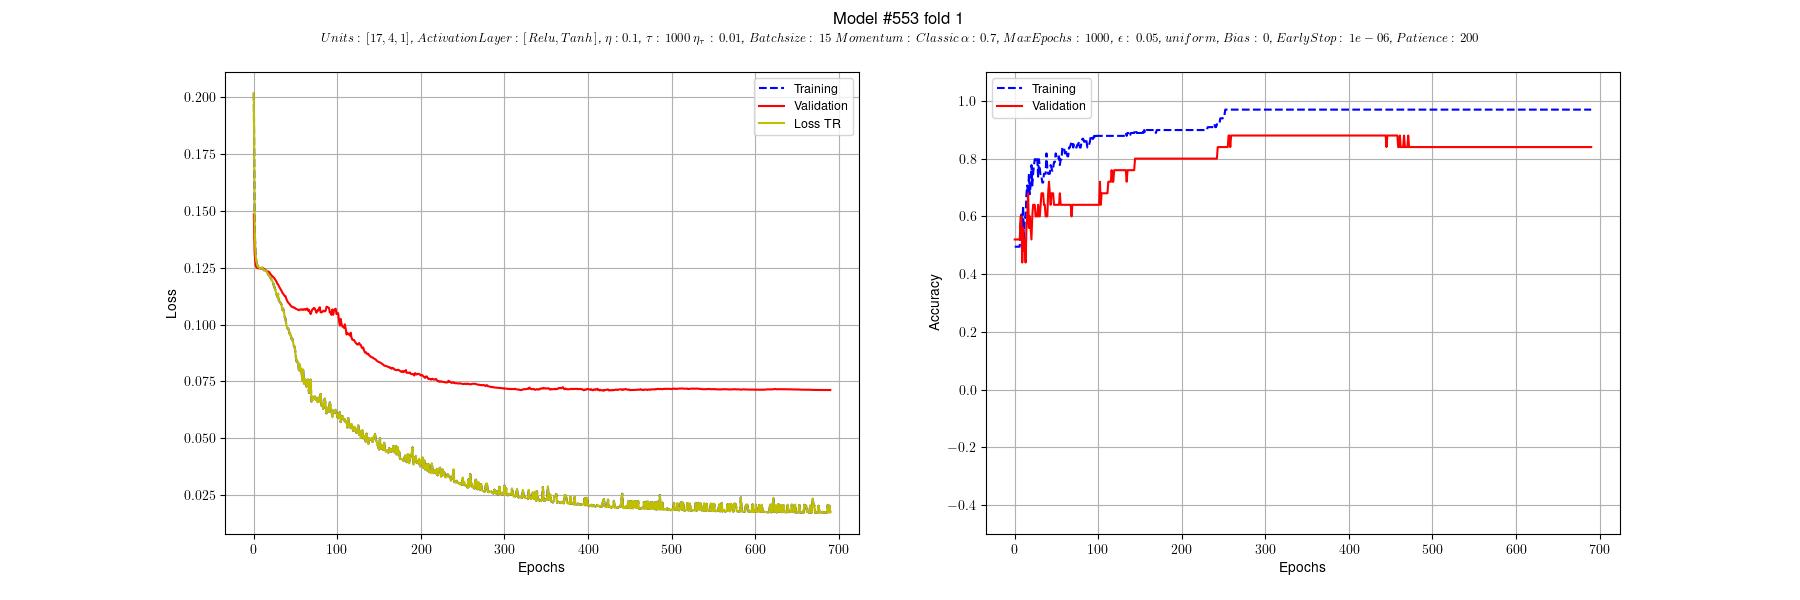 Model #553 fold 1
Units : [17, 4, 1], ActivationLayer : [Relu, Tanh], η : 0.1, τ : 1000 η_τ : 0.01, Batchsize : 15 Momentum : Classic α : 0.7, MaxEpochs : 1000, ϵ : 0.05, uniform, Bias : 0, EarlyStop : 1e − 06, Patience : 200
Training
Validation
Loss TR
0.200
0.175
0.150
0.125
0.100
0.075
0.050
0.025
Loss
0 100 200 300 400 500 600 700
Epochs
Training
Validation
1.0
0.8
0.6
0.4
0.2
0.0
−0.2
−0.4
Accuracy
0 100 200 300 400 500 600 700
Epochs